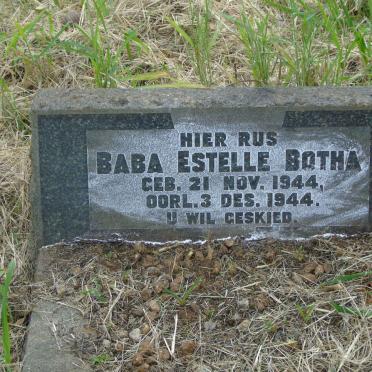 HIER RUS
BABA ESTELLE BOTHA
GEB. 21 NOV. 1944,
OORL. 3 DES. 1944.
U WIL GESKIED.